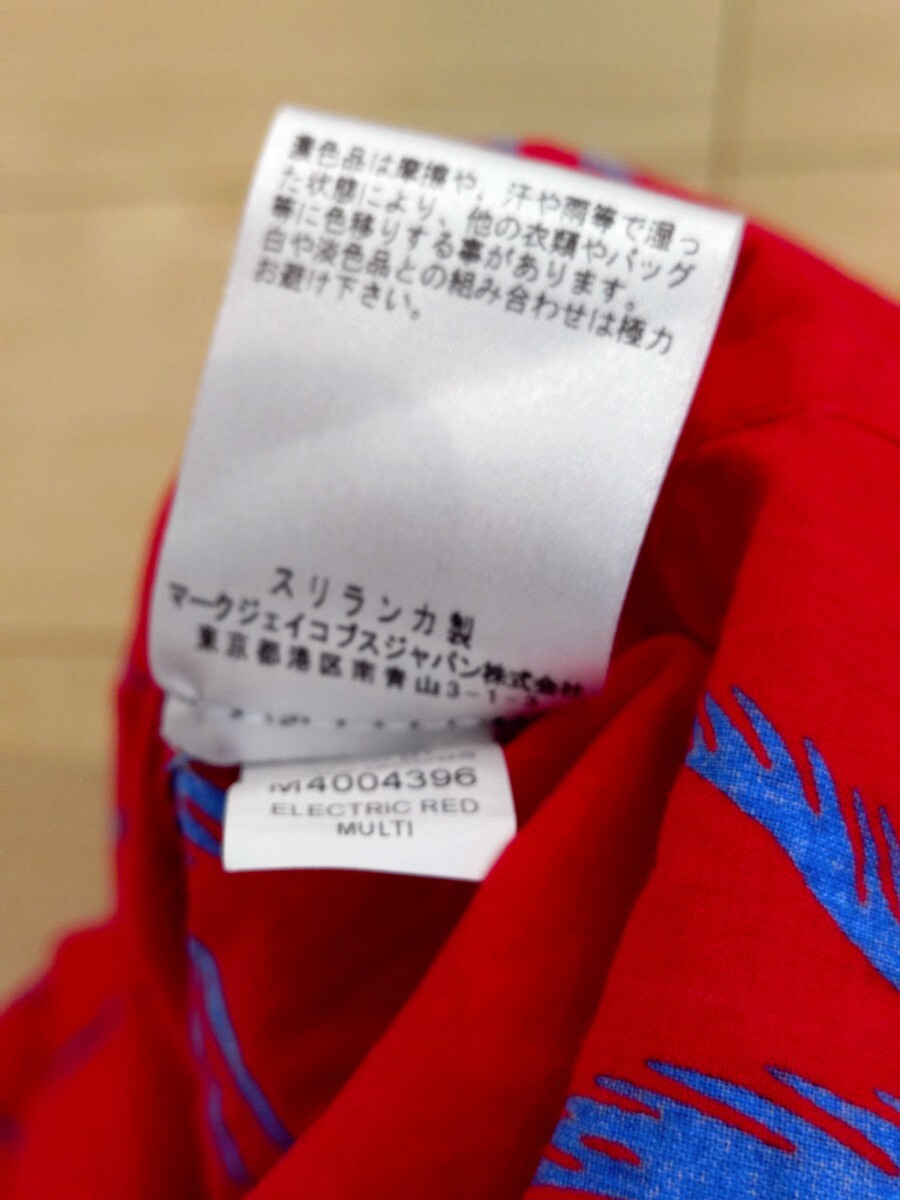 濃色品は摩擦や、汗や雨等で湿っ
た状態により、他の衣類やバッグ
等に色移りする事があります。
白や淡色品との組み合わせは極力
お避け下さい。
スリランカ製
マークジェイコブスジャパン株式会社
東京都港区南青山3-1-3
M4004396
ELECTRIC RED
MULTI